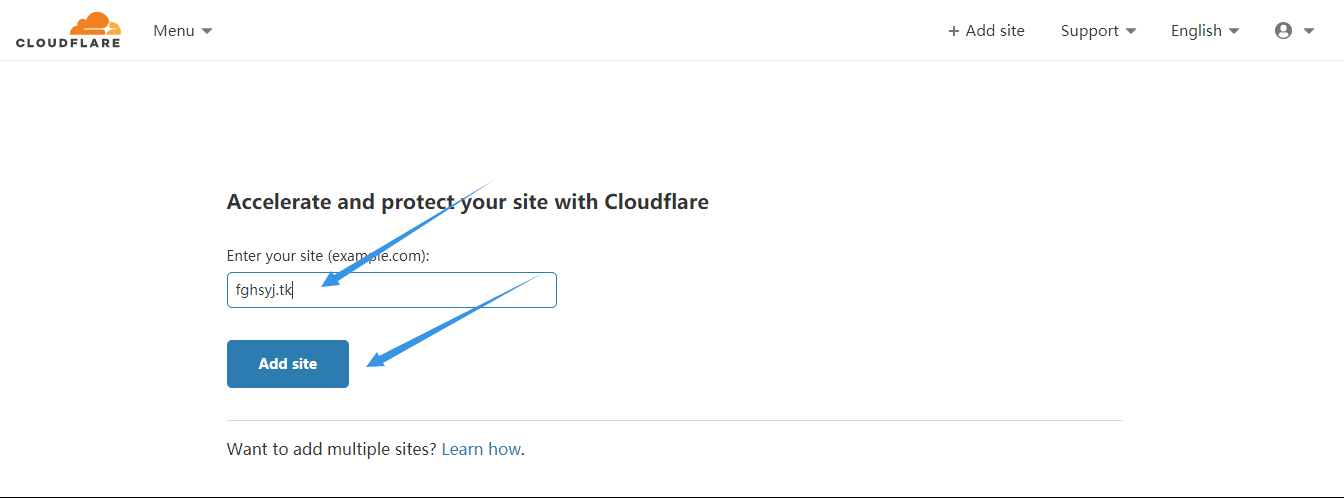 CLOUDFLARE
Menu
+ Add site
Support
English
Accelerate and protect your site with Cloudflare
Enter your site (example.com):
fghsyj.tk
Add site
Want to add multiple sites? Learn how.